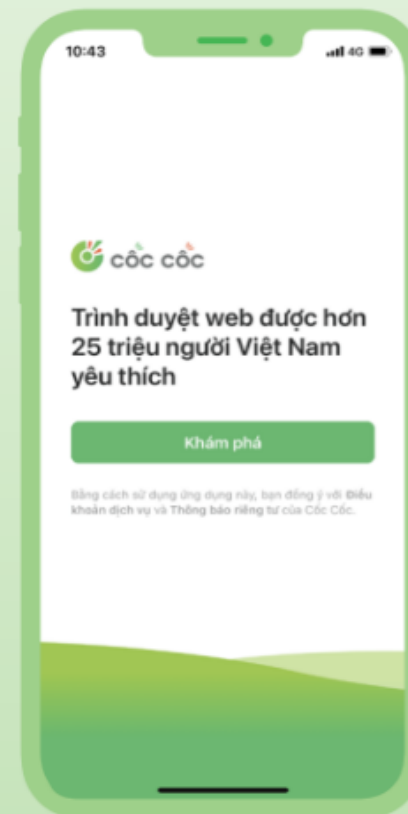 10:43
4G
cốc cốc
Trình duyệt web được hơn
25 triệu người Việt Nam
yêu thích
Khám phá
Bằng cách sử dụng ứng dụng này, bạn đồng ý với Điều
khoản dịch vụ và Thông báo riêng tư của Cốc Cốc.